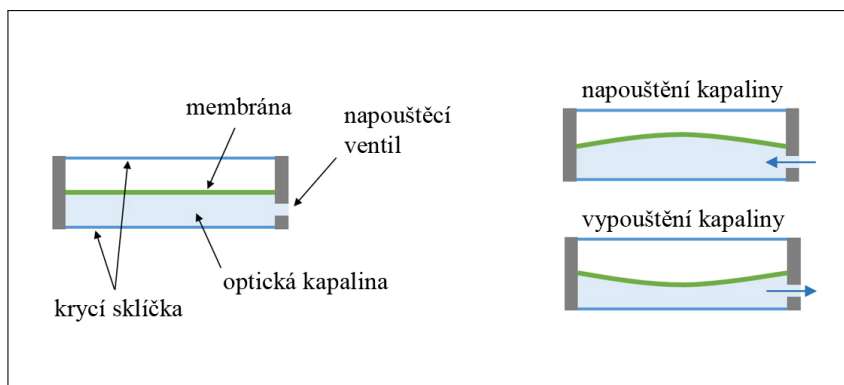 membrána
napouštěcí
ventil
optická kapalina
krycí sklíčka
napouštění kapaliny
vypouštění kapaliny